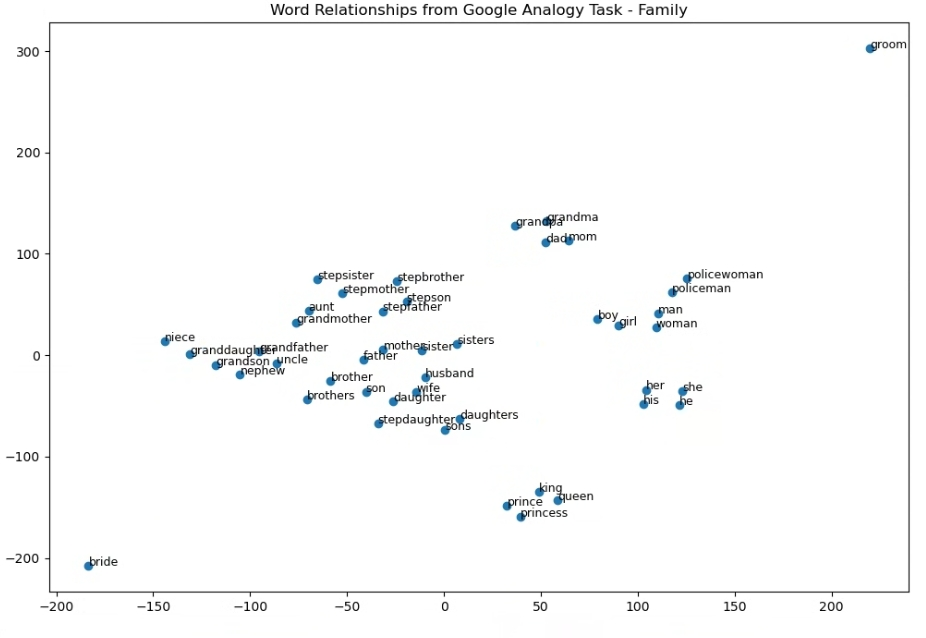 Word Relationships from Google Analogy Task - Family
300
groom
200
grandma
grandpa
dad
mom
100
policewoman
stepsister
stepbrother
policeman
stepmother
stepson
aunt
stepfather
man
boy
grandmother
girl
woman
niece
sisters
0
grandfather
mother
sister
granddaughter
father
uncle
grandson
nephew
husband
brother
her
she
son
wife
brothers
daughter
his
he
daughters
stepdaughter
sons
-100
king
queen
prince
princess
-200
bride
-200
-150
-100
-50
0
50
100
150
200